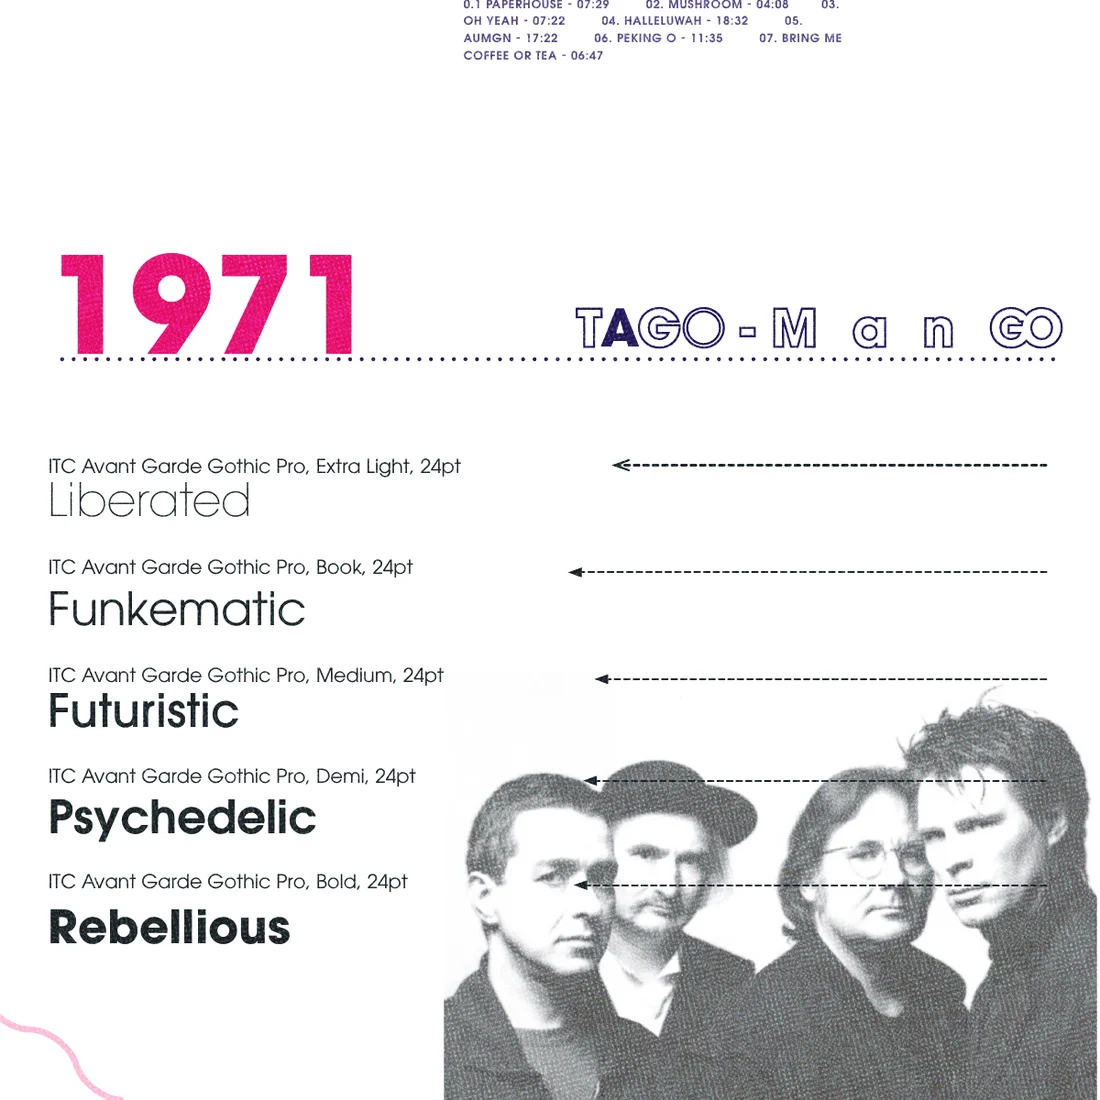 0.1 PAPERHOUSE - 07:29 02. MUSHROOM - 04:08 03.
OH YEAH - 07:22 04. HALLELUWAH - 18:32 05.
AUMGN - 17:22 06. PEKING O - 11:35 07. BRING ME
COFFEE OR TEA - 06:47
1971
TAGO-Man GO
ITC Avant Garde Gothic Pro, Extra Light, 24pt
Liberated
ITC Avant Garde Gothic Pro, Book, 24pt
Funkematic
ITC Avant Garde Gothic Pro, Medium, 24pt
Futuristic
ITC Avant Garde Gothic Pro, Demi, 24pt
Psychedelic
ITC Avant Garde Gothic Pro, Bold, 24pt
Rebellious